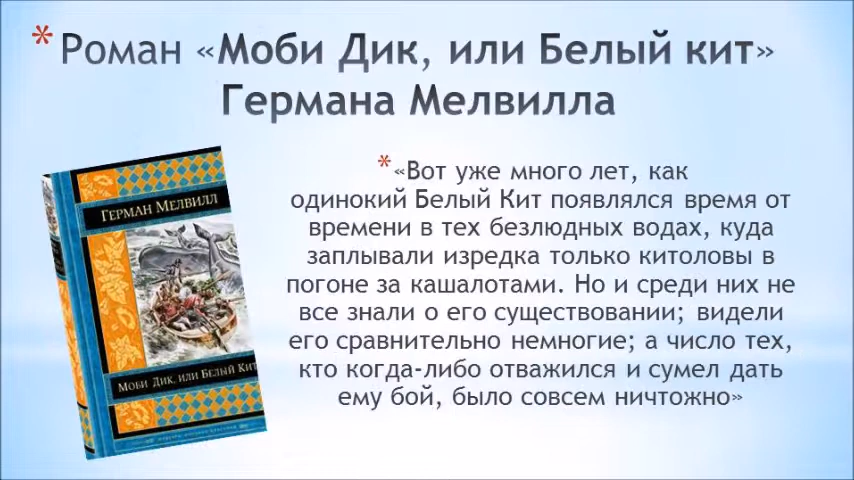 * Роман «Моби Дик, или Белый кит»
Германа Мелвилла
* «Вот уже много лет, как
одинокий Белый Кит появлялся время от
времени в тех безлюдных водах, куда
заплывали изредка только китоловы в
погоне за кашалотами. Но и среди них не
все знали о его существовании; видели
его сравнительно немногие; а число тех,
кто когда-либо отважился и сумел дать
ему бой, было совсем ничтожно»
ГЕРМАН МЕЛВИЛЛ
МОБИ ДИК, ИЛИ БЕЛЫЙ КИТ